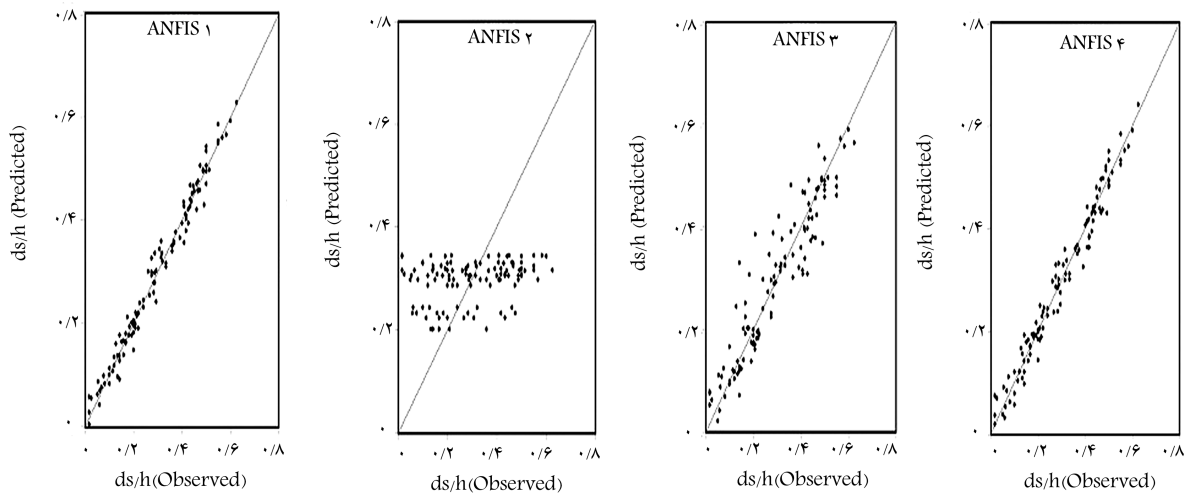 ANFIS ۱
۰/۸
۰/۶
۰/۴
۰/۲
۰
ds/h (Predicted)
۰ ۰/۲ ۰/۴ ۰/۶ ۰/۸
ds/h(Observed)
ANFIS ۲
۰/۸
۰/۶
۰/۴
۰/۲
۰
ds/h (Predicted)
۰ ۰/۲ ۰/۴ ۰/۶ ۰/۸
ds/h(Observed)
ANFIS ۳
۰/۸
۰/۶
۰/۴
۰/۲
۰
ds/h (Predicted)
۰ ۰/۲ ۰/۴ ۰/۶ ۰/۸
ds/h(Observed)
ANFIS ۴
۰/۸
۰/۶
۰/۴
۰/۲
۰
ds/h (Predicted)
۰ ۰/۲ ۰/۴ ۰/۶ ۰/۸
ds/h(Observed)